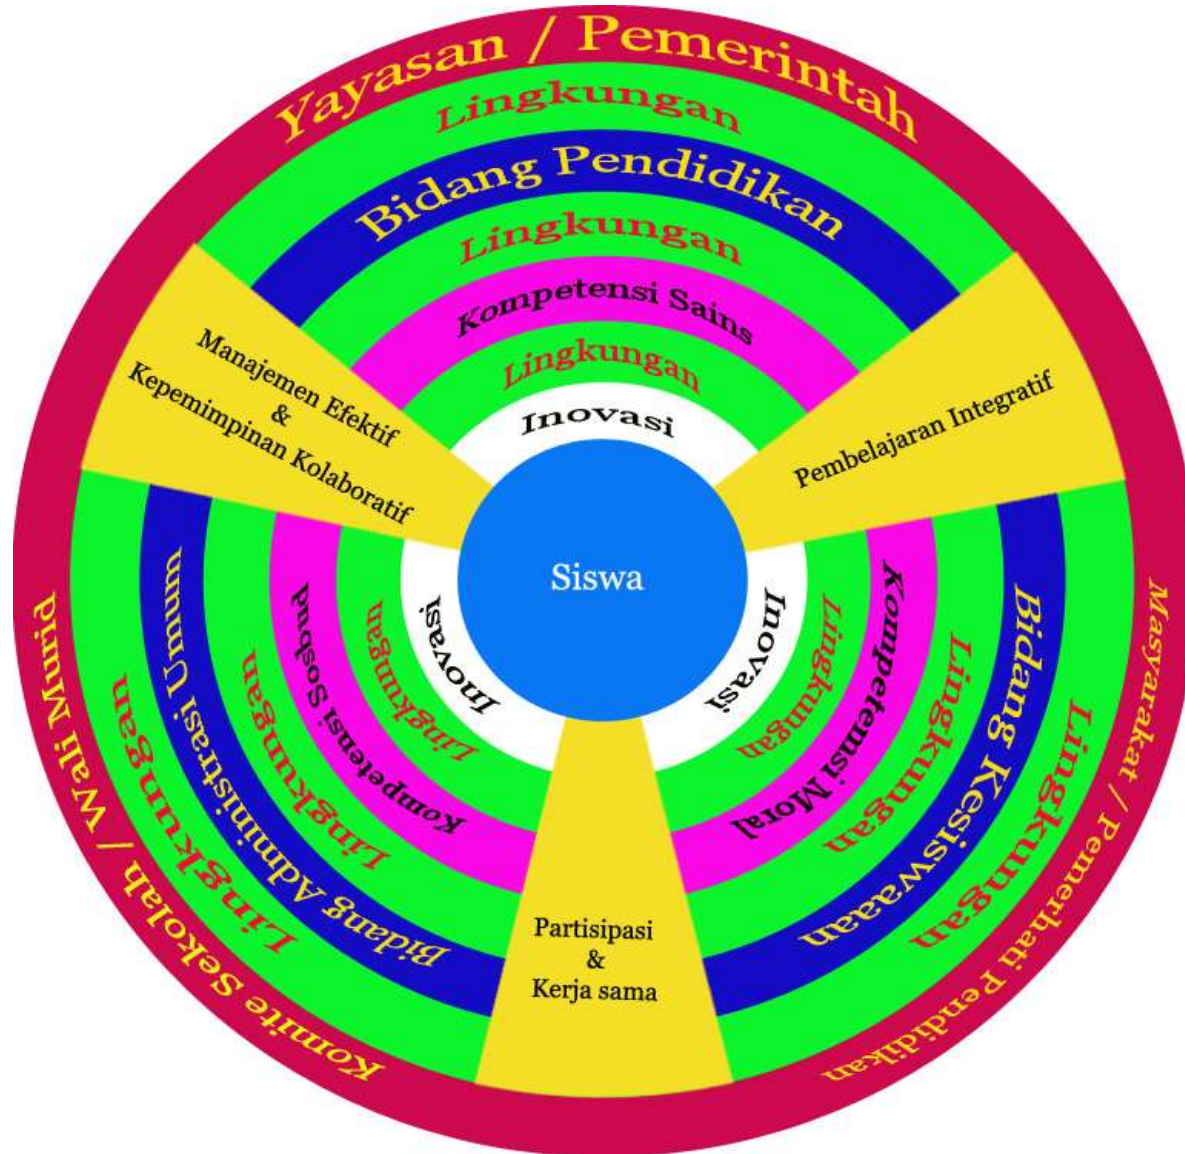 Yayasan / Pemerintah
Lingkungan
Bidang Pendidikan
Lingkungan
Kompetensi Sains
Lingkungan
Inovasi
Manajemen Efektif
&
Kepemimpinan Kolaboratif
Pembelajaran Integratif
Siswa
Inovasi
Lingkungan
Kompetensi Sosbud
Lingkungan
Bidang Administrasi Umum
Lingkungan
Komite Sekolah / Wali Murid
Inovasi
Lingkungan
Kompetemsi Moral
Lingkungan
Bidang Kesiswaaan
Lingkungan
Masyarakat / Pemerhati Pendidikan
Partisipasi
&
Kerja sama